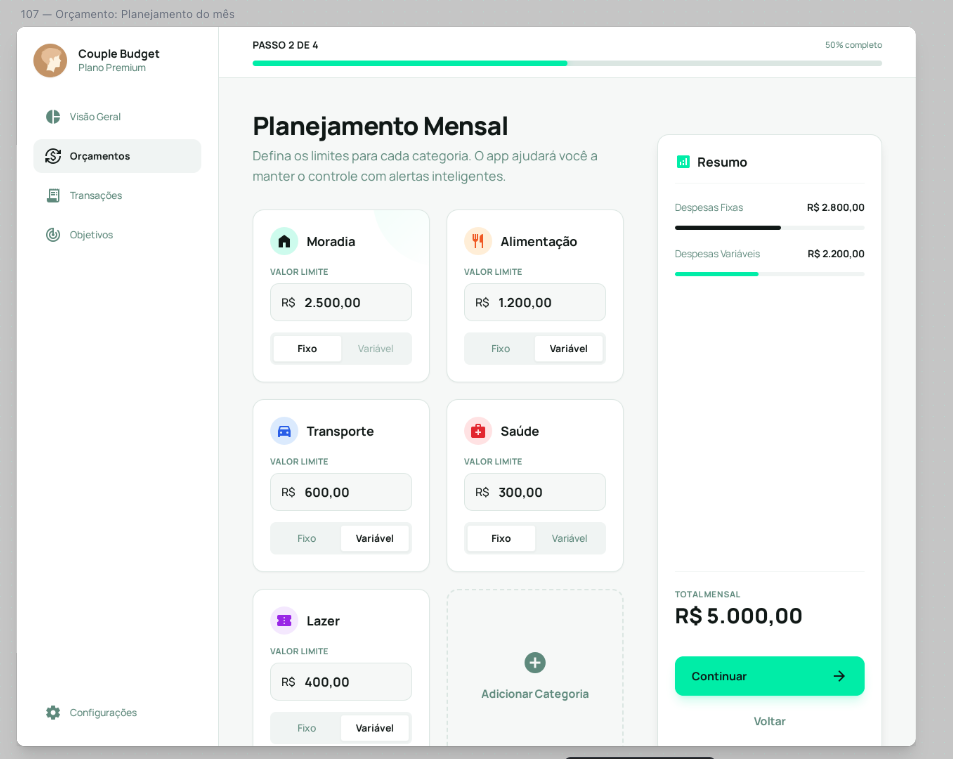 107 — Orçamento: Planejamento do mês
Couple Budget
Plano Premium
Visão Geral
Orçamentos
Transações
Objetivos
Configurações
PASSO 2 DE 4
50% completo
Planejamento Mensal
Defina os limites para cada categoria. O app ajudará você a
manter o controle com alertas inteligentes.
Moradia
VALOR LIMITE
R$ 2.500,00
Fixo Variável
Alimentação
VALOR LIMITE
R$ 1.200,00
Fixo Variável
Transporte
VALOR LIMITE
R$ 600,00
Fixo Variável
Saúde
VALOR LIMITE
R$ 300,00
Fixo Variável
Lazer
VALOR LIMITE
R$ 400,00
Fixo Variável
Adicionar Categoria
Resumo
Despesas Fixas R$ 2.800,00
Despesas Variáveis R$ 2.200,00
TOTAL MENSAL
R$ 5.000,00
Continuar
Voltar